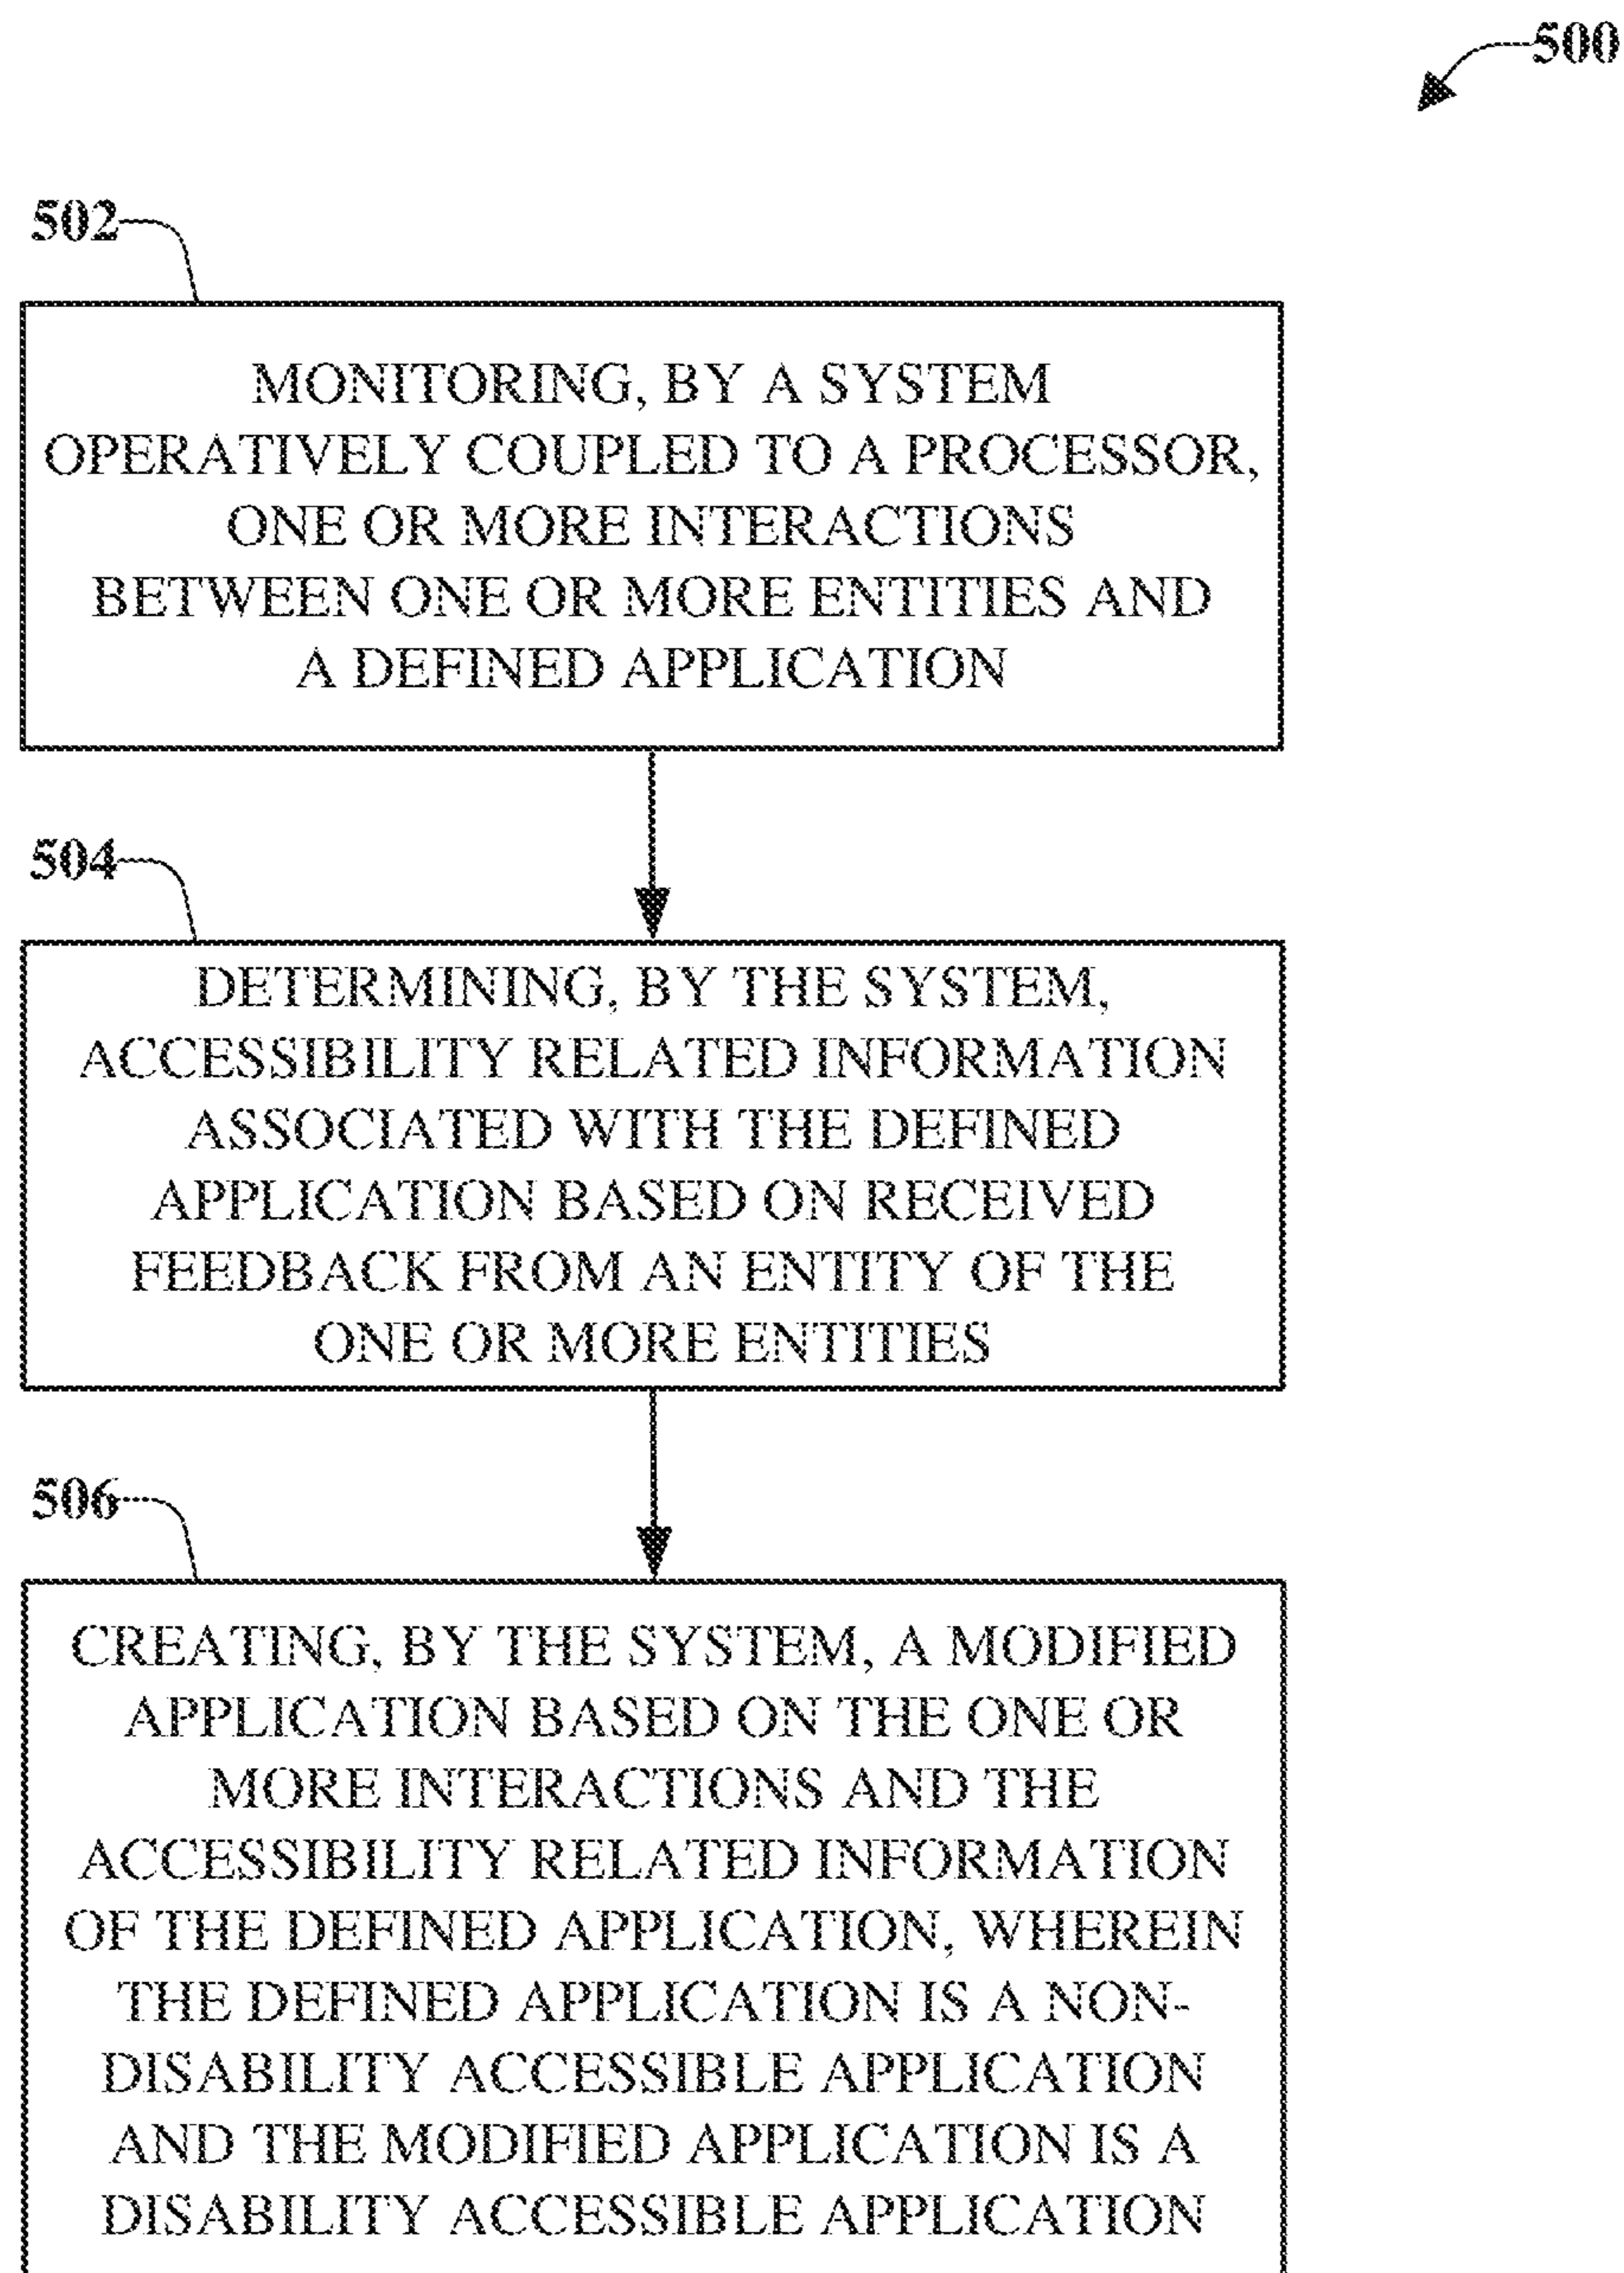 500
502
MONITORING, BY A SYSTEM
OPERATIVELY COUPLED TO A PROCESSOR,
ONE OR MORE INTERACTIONS
BETWEEN ONE OR MORE ENTITIES AND
A DEFINED APPLICATION
504
DETERMINING, BY THE SYSTEM,
ACCESSIBILITY RELATED INFORMATION
ASSOCIATED WITH THE DEFINED
APPLICATION BASED ON RECEIVED
FEEDBACK FROM AN ENTITY OF THE
ONE OR MORE ENTITIES
506
CREATING, BY THE SYSTEM, A MODIFIED
APPLICATION BASED ON THE ONE OR
MORE INTERACTIONS AND THE
ACCESSIBILITY RELATED INFORMATION
OF THE DEFINED APPLICATION, WHEREIN
THE DEFINED APPLICATION IS A NON-
DISABILITY ACCESSIBLE APPLICATION
AND THE MODIFIED APPLICATION IS A
DISABILITY ACCESSIBLE APPLICATION